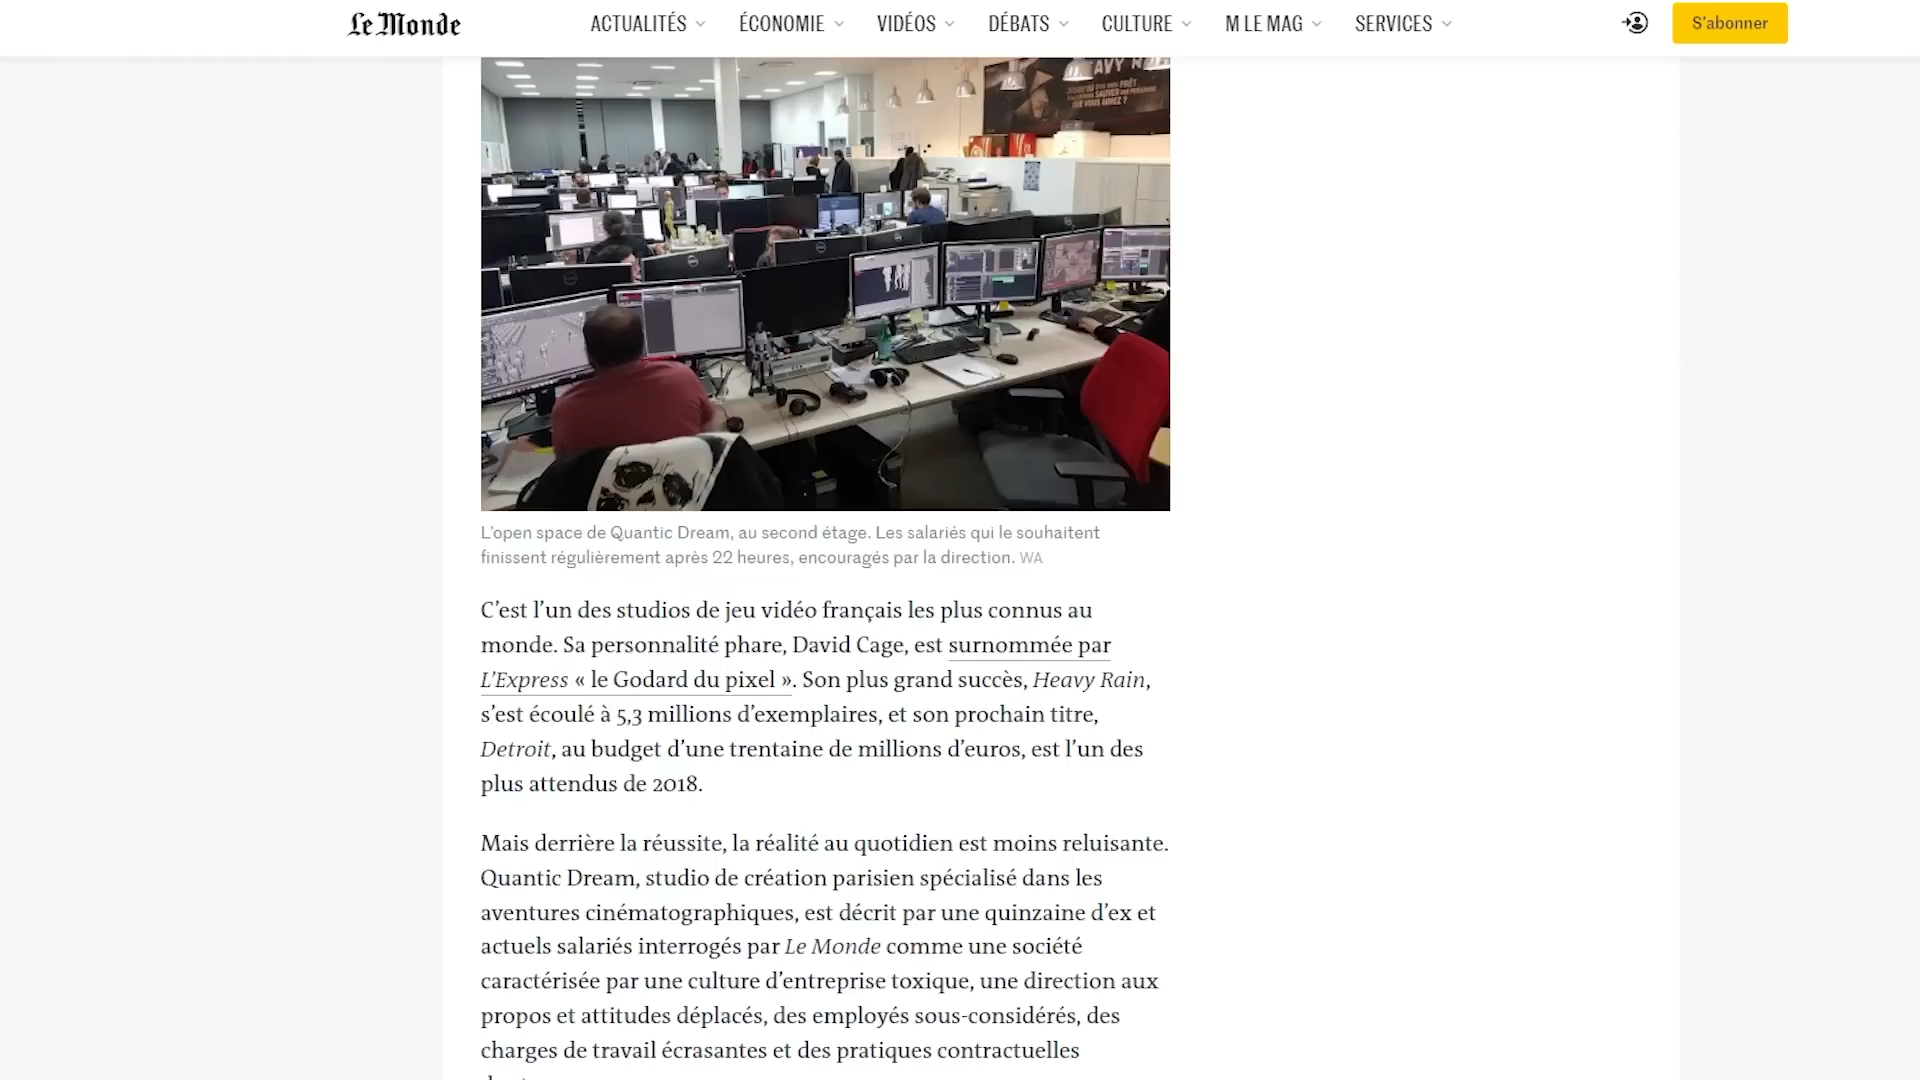 Le Monde
ACTUALITÉS
ÉCONOMIE
VIDÉOS
DÉBATS
CULTURE
M LE MAG
SERVICES
S'abonner
L'open space de Quantic Dream, au second étage. Les salariés qui le souhaitent
finissent régulièrement après 22 heures, encouragés par la direction. WA
C'est l'un des studios de jeu vidéo français les plus connus au
monde. Sa personnalité phare, David Cage, est surnommée par
L'Express « le Godard du pixel ». Son plus grand succès, Heavy Rain,
s'est écoulé à 5,3 millions d'exemplaires, et son prochain titre,
Detroit, au budget d'une trentaine de millions d'euros, est l'un des
plus attendus de 2018.
Mais derrière la réussite, la réalité au quotidien est moins reluisante.
Quantic Dream, studio de création parisien spécialisé dans les
aventures cinématographiques, est décrit par une quinzaine d'ex et
actuels salariés interrogés par Le Monde comme une société
caractérisée par une culture d'entreprise toxique, une direction aux
propos et attitudes déplacés, des employés sous-considérés, des
charges de travail écrasantes et des pratiques contractuelles